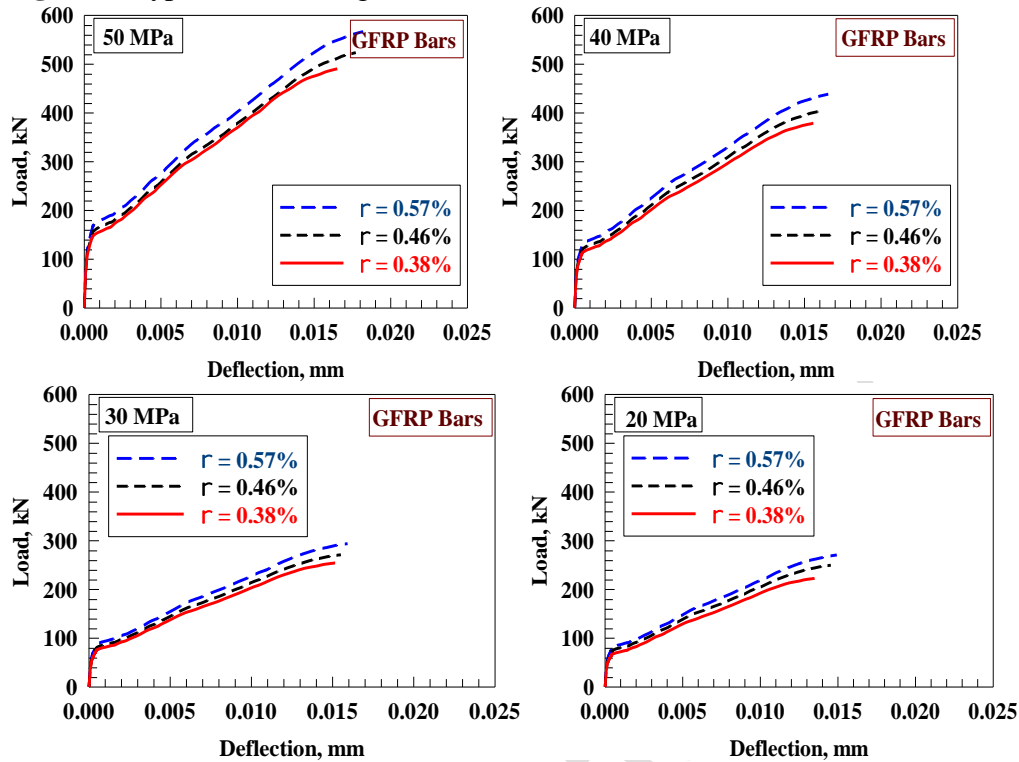 600
50 MPa
GFRP Bars
500
400
300
200
100
0
Load, kN
r = 0.57%
r = 0.46%
r = 0.38%
0.000 0.005 0.010 0.015 0.020 0.025
Deflection, mm
600
40 MPa
GFRP Bars
500
400
300
200
100
0
Load, kN
r = 0.57%
r = 0.46%
r = 0.38%
0.000 0.005 0.010 0.015 0.020 0.025
Deflection, mm
600
30 MPa
GFRP Bars
500
400
300
200
100
0
Load, kN
r = 0.57%
r = 0.46%
r = 0.38%
0.000 0.005 0.010 0.015 0.020 0.025
Deflection, mm
600
20 MPa
GFRP Bars
500
400
300
200
100
0
Load, kN
r = 0.57%
r = 0.46%
r = 0.38%
0.000 0.005 0.010 0.015 0.020 0.025
Deflection, mm